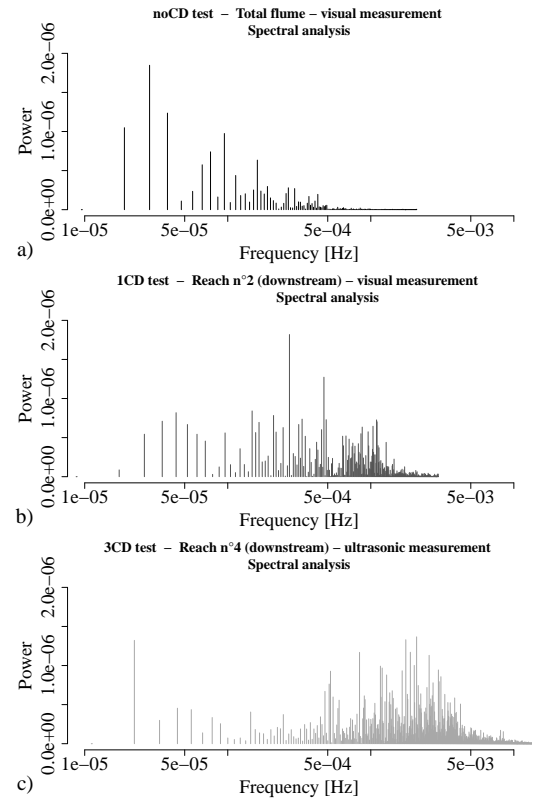 noCD test − Total flume − visual measurement
Spectral analysis
Power
0.0e+00 1.0e−06 2.0e−06
1e−05 5e−05 5e−04 5e−03
Frequency [Hz]
a)
1CD test − Reach n°2 (downstream) − visual measurement
Spectral analysis
Power
0.0e+00 1.0e−06 2.0e−06
1e−05 5e−05 5e−04 5e−03
Frequency [Hz]
b)
3CD test − Reach n°4 (downstream) − ultrasonic measurement
Spectral analysis
Power
0.0e+00 1.0e−06 2.0e−06
1e−05 5e−05 5e−04 5e−03
Frequency [Hz]
c)